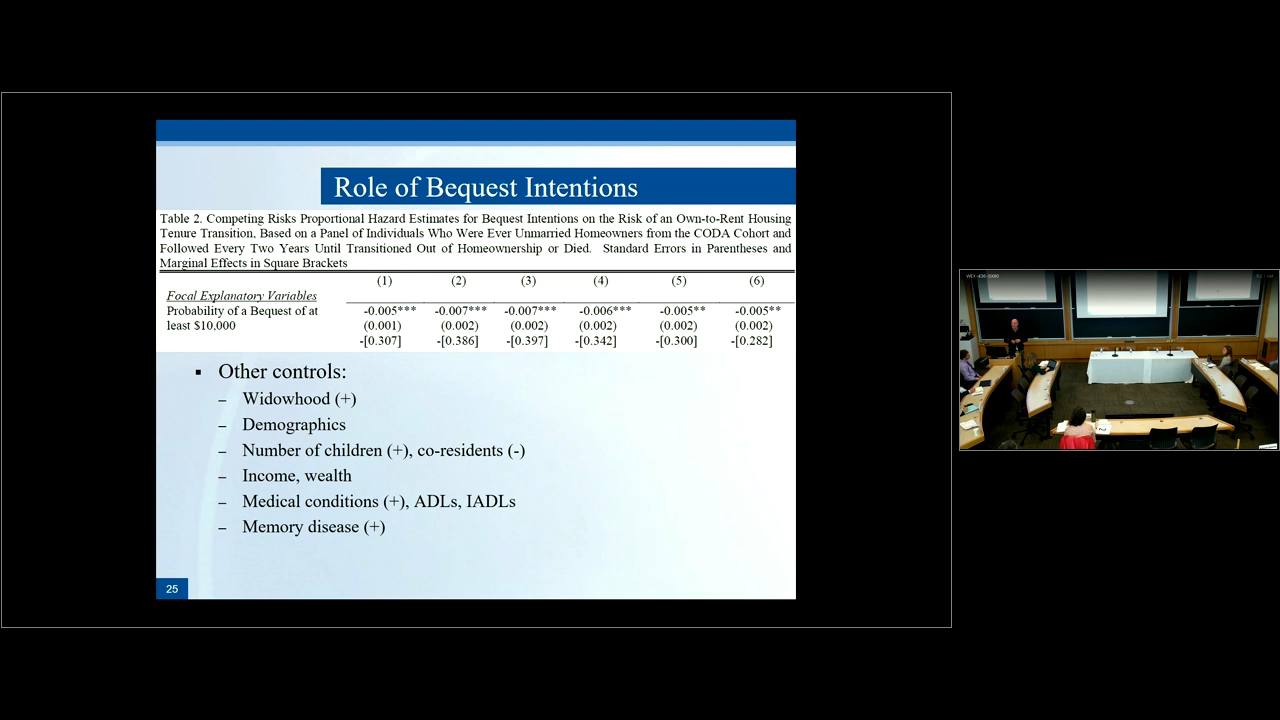 Role of Bequest Intentions
Table 2. Competing Risks Proportional Hazard Estimates for Bequest Intentions on the Risk of an Own-to-Rent Housing
Tenure Transition, Based on a Panel of Individuals Who Were Ever Unmarried Homeowners from the CODA Cohort and
Followed Every Two Years Until Transitioned Out of Homeownership or Died. Standard Errors in Parentheses and
Marginal Effects in Square Brackets
(1) (2) (3) (4) (5) (6)
Focal Explanatory Variables
Probability of a Bequest of at -0.005*** -0.007*** -0.007*** -0.006*** -0.005** -0.005**
least $10,000 (0.001) (0.002) (0.002) (0.002) (0.002) (0.002)
-[0.307] -[0.386] -[0.397] -[0.342] -[0.300] -[0.282]
▪ Other controls:
– Widowhood (+)
– Demographics
– Number of children (+), co-residents (-)
– Income, wealth
– Medical conditions (+), ADLs, IADLs
– Memory disease (+)
25